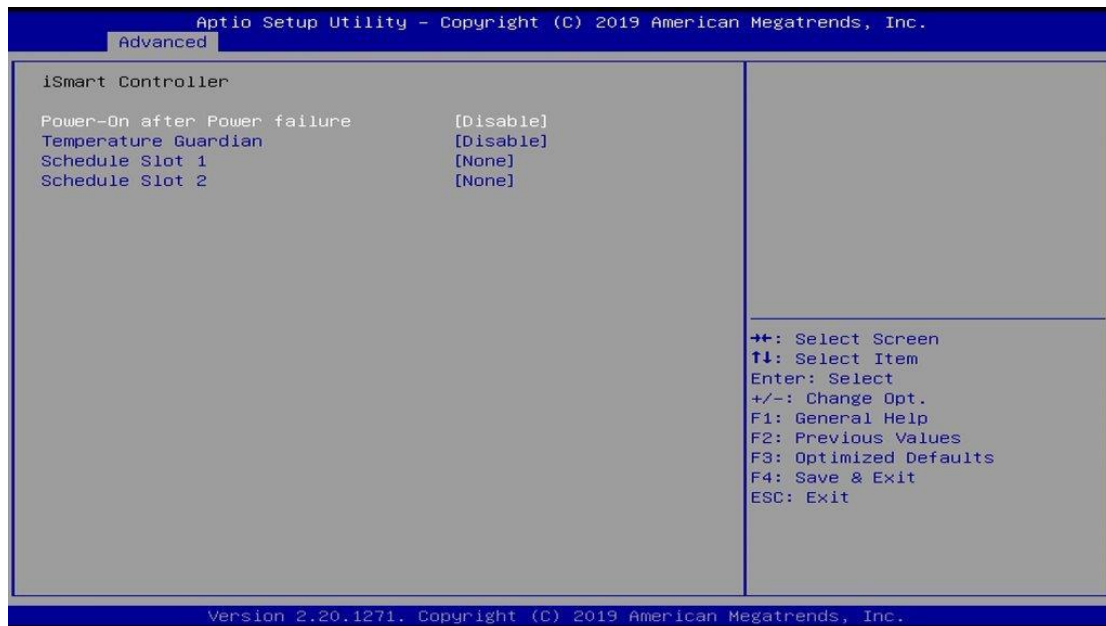 Aptio Setup Utility – Copyright (C) 2019 American Megatrends, Inc.
Advanced
iSmart Controller
Power-On after Power failure [Disable]
Temperature Guardian [Disable]
Schedule Slot 1 [None]
Schedule Slot 2 [None]
→←: Select Screen
↑↓: Select Item
Enter: Select
+/-: Change Opt.
F1: General Help
F2: Previous Values
F3: Optimized Defaults
F4: Save & Exit
ESC: Exit
Version 2.20.1271. Copyright (C) 2019 American Megatrends, Inc.